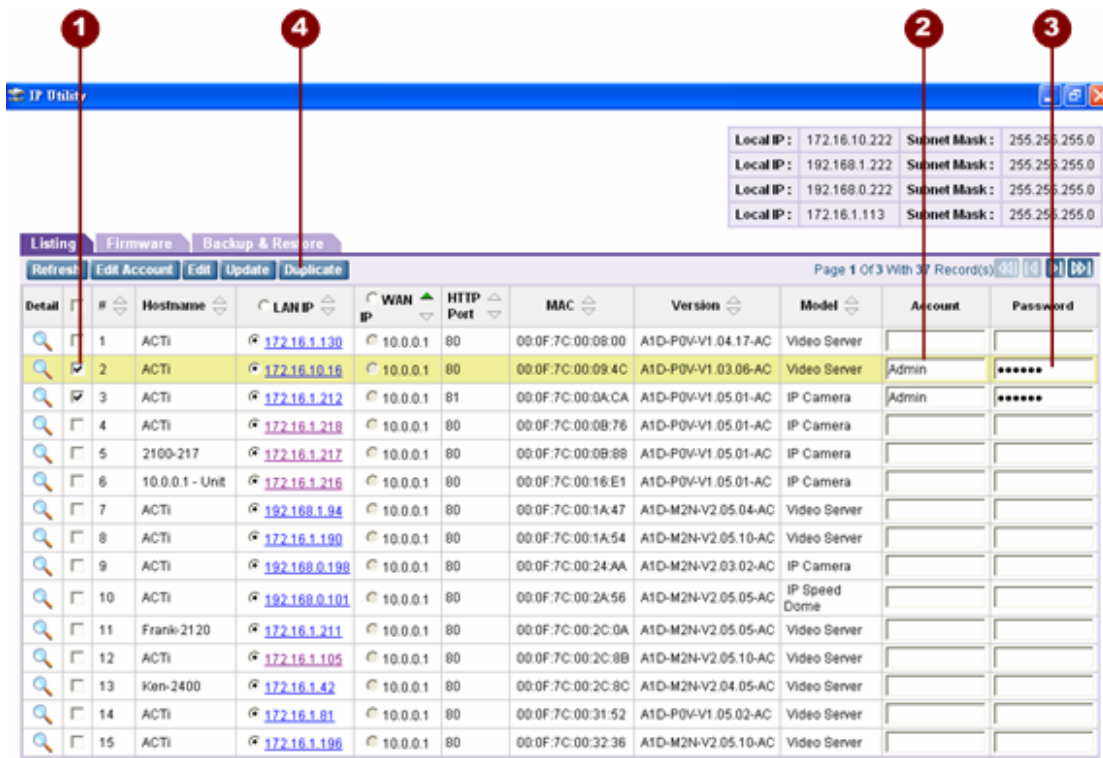 1 4 2 3
IP Utility
Local IP : 172.16.10.222 Subnet Mask : 255.255.255.0
Local IP : 192.168.1.222 Subnet Mask : 255.255.255.0
Local IP : 192.168.0.222 Subnet Mask : 255.255.255.0
Local IP : 172.16.1.113 Subnet Mask : 255.255.255.0
Listing Firmware Backup & Restore
Refresh Edit Account Edit Update Duplicate Page 1 Of 3 With 37 Record(s)
Detail # Hostname LAN IP WAN IP HTTP Port MAC Version Model Account Password
1 ACTi 172.16.1.130 10.0.0.1 80 00:0F:7C:00:08:00 A1D-P0V-V1.04.17-AC Video Server
2 ACTi 172.16.10.16 10.0.0.1 80 00:0F:7C:00:09:4C A1D-P0V-V1.03.06-AC Video Server Admin ••••••
3 ACTi 172.16.1.212 10.0.0.1 81 00:0F:7C:00:0A:CA A1D-P0V-V1.05.01-AC IP Camera Admin ••••••
4 ACTi 172.16.1.218 10.0.0.1 80 00:0F:7C:00:0B:76 A1D-P0V-V1.05.01-AC IP Camera
5 2100-217 172.16.1.217 10.0.0.1 80 00:0F:7C:00:0B:88 A1D-P0V-V1.05.01-AC IP Camera
6 10.0.0.1 - Unit 172.16.1.216 10.0.0.1 80 00:0F:7C:00:16:E1 A1D-P0V-V1.05.01-AC IP Camera
7 ACTi 192.168.1.94 10.0.0.1 80 00:0F:7C:00:1A:47 A1D-M2N-V2.05.04-AC Video Server
8 ACTi 172.16.1.190 10.0.0.1 80 00:0F:7C:00:1A:54 A1D-M2N-V2.05.10-AC Video Server
9 ACTi 192.168.0.198 10.0.0.1 80 00:0F:7C:00:24:AA A1D-M2N-V2.03.02-AC IP Camera
10 ACTi 192.168.0.101 10.0.0.1 80 00:0F:7C:00:2A:56 A1D-M2N-V2.05.05-AC IP Speed Dome
11 Frank-2120 172.16.1.211 10.0.0.1 80 00:0F:7C:00:2C:0A A1D-M2N-V2.05.05-AC Video Server
12 ACTi 172.16.1.105 10.0.0.1 80 00:0F:7C:00:2C:8B A1D-M2N-V2.05.10-AC Video Server
13 Ken-2400 172.16.1.42 10.0.0.1 80 00:0F:7C:00:2C:8C A1D-M2N-V2.04.05-AC Video Server
14 ACTi 172.16.1.81 10.0.0.1 80 00:0F:7C:00:31:52 A1D-P0V-V1.05.02-AC Video Server
15 ACTi 172.16.1.196 10.0.0.1 80 00:0F:7C:00:32:36 A1D-M2N-V2.05.10-AC Video Server